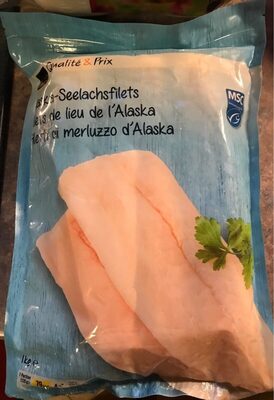 Qualité & Prix
-Seelachsfilets
de lieu de l'Alaska
di merluzzo d'Alaska
MSC
1kg e